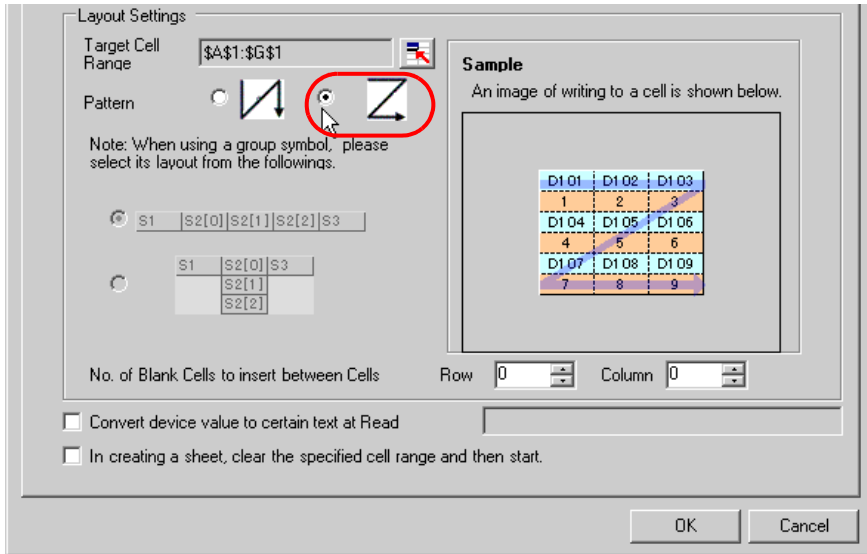 Layout Settings
Target Cell
Range
$A$1:$G$1
Pattern
Note: When using a group symbol, please
select its layout from the followings.
S1 S2[0] S2[1] S2[2] S3
S1 S2[0] S3
S2[1]
S2[2]
Sample
An image of writing to a cell is shown below.
D101 D102 D103
1 2 3
D104 D105 D106
4 5 6
D107 D108 D109
7 8 9
No. of Blank Cells to insert between Cells Row 0 Column 0
Convert device value to certain text at Read
In creating a sheet, clear the specified cell range and then start.
OK Cancel